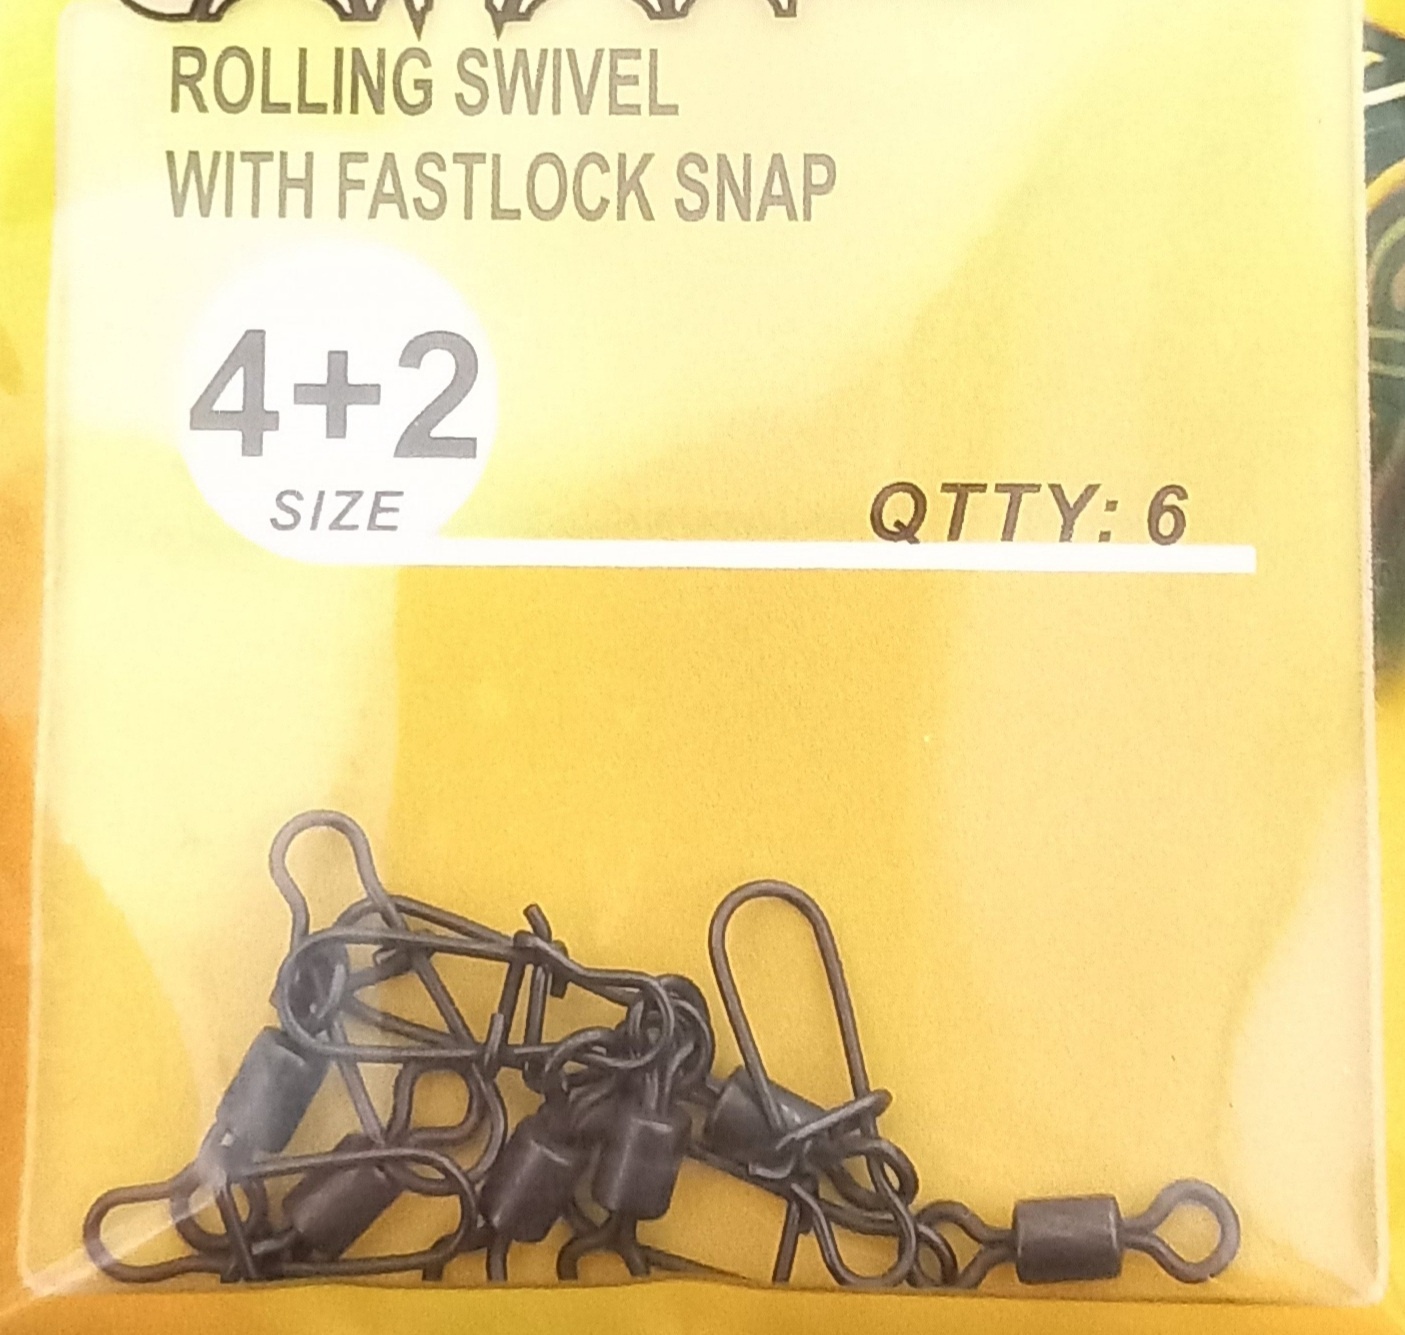 ROLLING SWIVEL
WITH FASTLOCK SNAP
4+2
SIZE
QTTY: 6